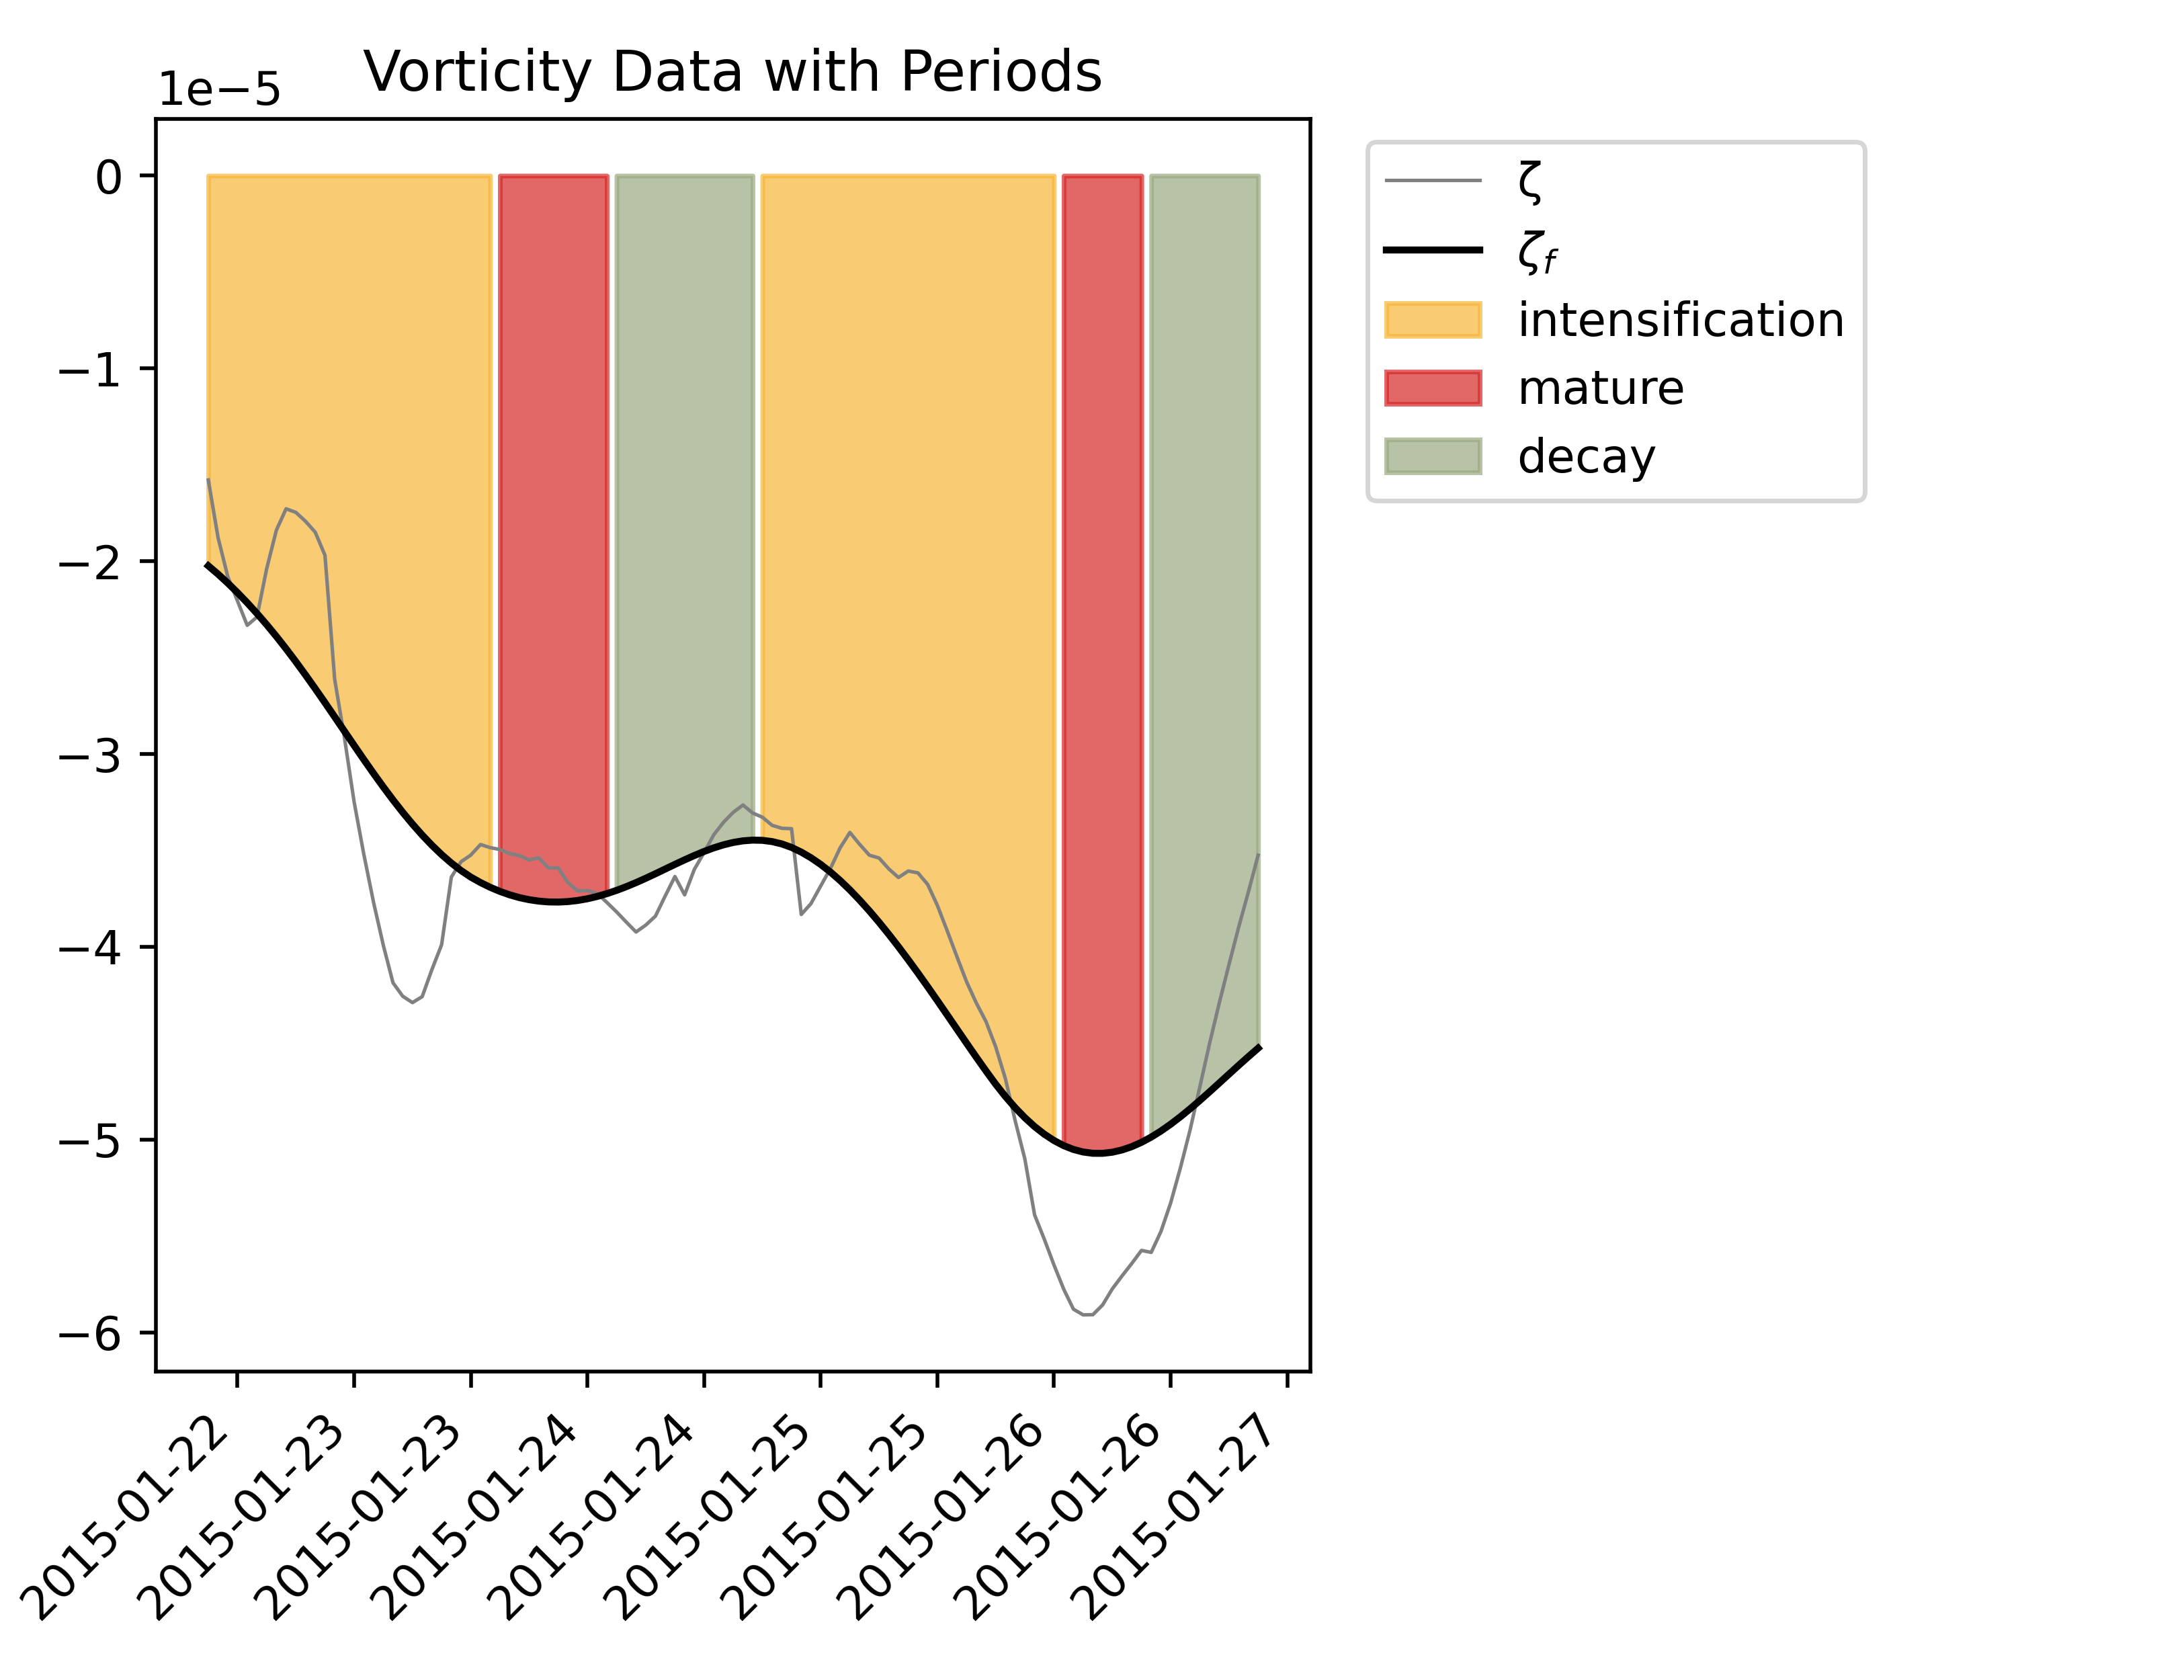 Vorticity Data with Periods
1e−5
0
−1
−2
−3
−4
−5
−6
2015-01-22
2015-01-23
2015-01-23
2015-01-24
2015-01-24
2015-01-25
2015-01-25
2015-01-26
2015-01-26
2015-01-27
ζ
ζf
intensification
mature
decay